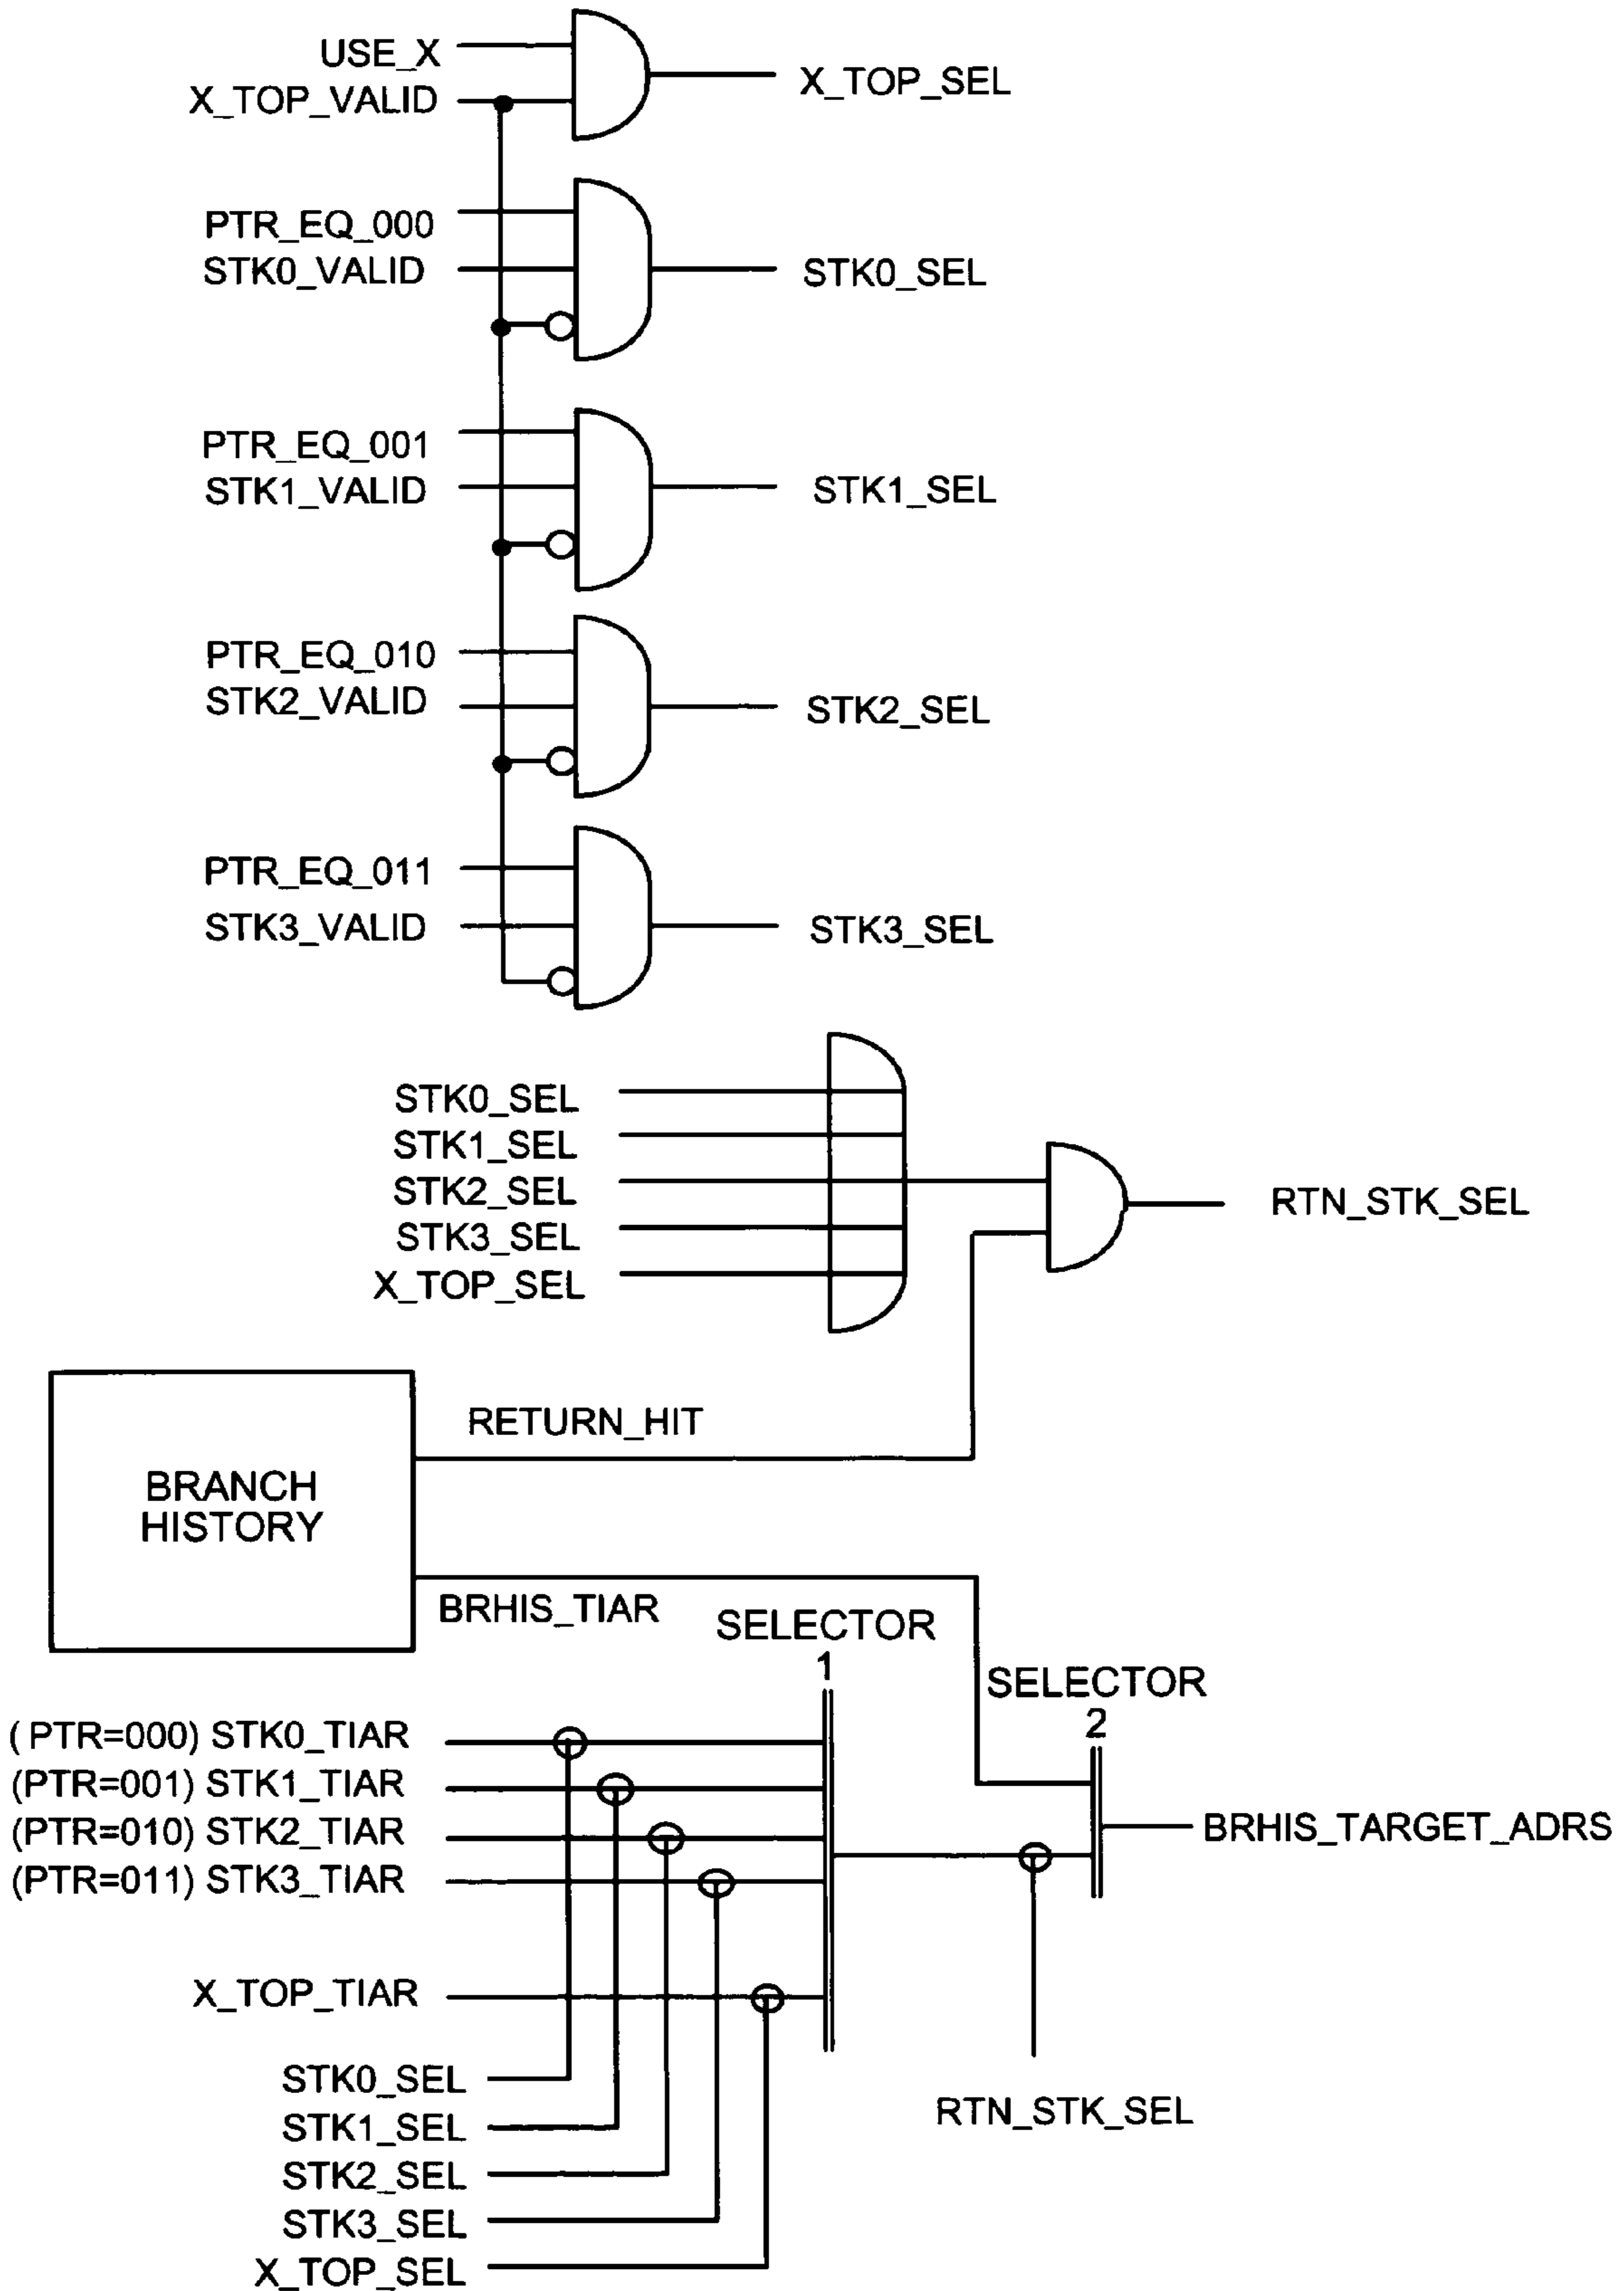 USE_X
X_TOP_VALID
X_TOP_SEL
PTR_EQ_000
STK0_VALID
STK0_SEL
PTR_EQ_001
STK1_VALID
STK1_SEL
PTR_EQ_010
STK2_VALID
STK2_SEL
PTR_EQ_011
STK3_VALID
STK3_SEL
STK0_SEL
STK1_SEL
STK2_SEL
STK3_SEL
X_TOP_SEL
RTN_STK_SEL
BRANCH
HISTORY
RETURN_HIT
BRHIS_TIAR
SELECTOR
1
SELECTOR
2
( PTR=000) STK0_TIAR
(PTR=001) STK1_TIAR
(PTR=010) STK2_TIAR
(PTR=011) STK3_TIAR
BRHIS_TARGET_ADRS
X_TOP_TIAR
STK0_SEL
STK1_SEL
STK2_SEL
STK3_SEL
X_TOP_SEL
RTN_STK_SEL